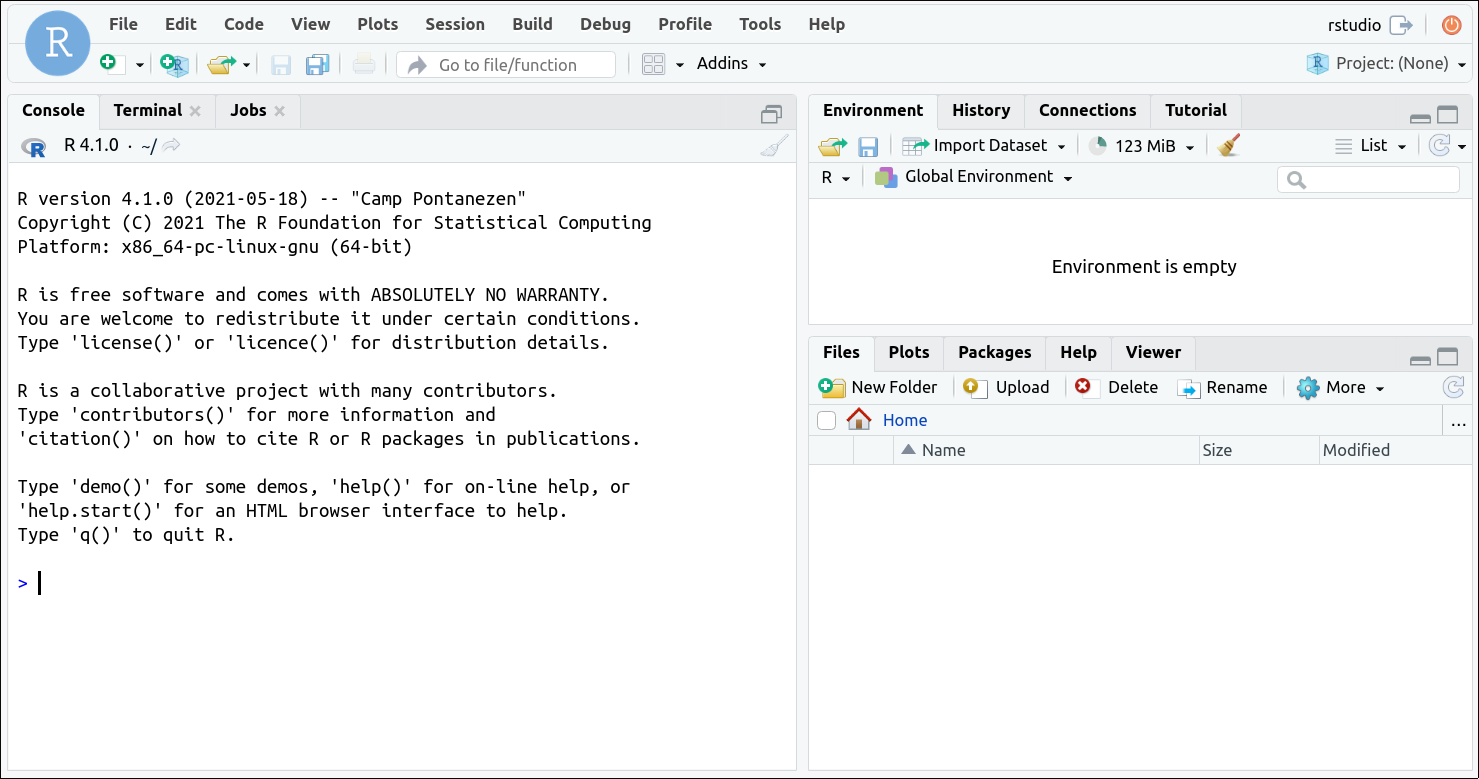 R
File Edit Code View Plots Session Build Debug Profile Tools Help
rstudio
R
Go to file/function
Addins
R Project: (None)
Console Terminal Jobs
R R 4.1.0 · ~/
R version 4.1.0 (2021-05-18) -- "Camp Pontanezen"
Copyright (C) 2021 The R Foundation for Statistical Computing
Platform: x86_64-pc-linux-gnu (64-bit)
R is free software and comes with ABSOLUTELY NO WARRANTY.
You are welcome to redistribute it under certain conditions.
Type 'license()' or 'licence()' for distribution details.
R is a collaborative project with many contributors.
Type 'contributors()' for more information and
'citation()' on how to cite R or R packages in publications.
Type 'demo()' for some demos, 'help()' for on-line help, or
'help.start()' for an HTML browser interface to help.
Type 'q()' to quit R.
>
Environment History Connections Tutorial
Import Dataset 123 MiB List
R Global Environment
Environment is empty
Files Plots Packages Help Viewer
New Folder Upload Delete Rename More
Home ...
Name Size Modified